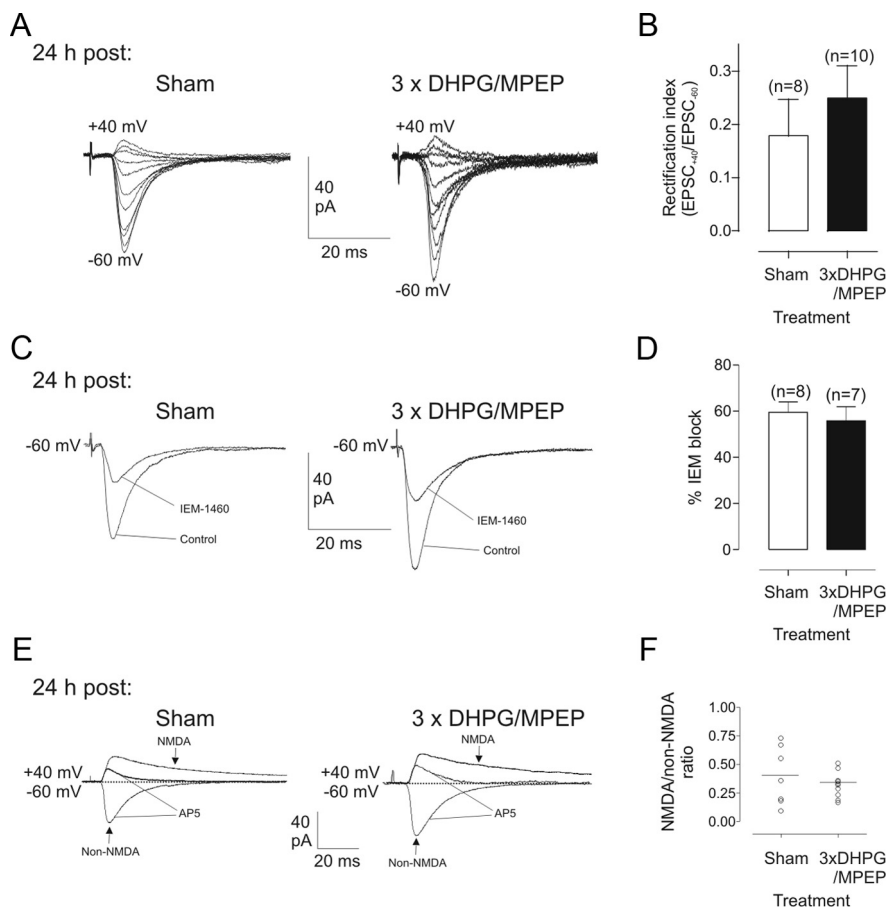 A
24 h post:
Sham
3 x DHPG/MPEP
+40 mV
+40 mV
40
pA
20 ms
-60 mV
-60 mV
B
Rectification index
(EPSC+40/EPSC-60)
0.3
0.2
0.1
0.0
(n=8)
(n=10)
Sham
3xDHPG
/MPEP
Treatment
C
24 h post:
Sham
3 x DHPG/MPEP
-60 mV
-60 mV
IEM-1460
Control
40
pA
20 ms
IEM-1460
Control
D
% IEM block
80
60
40
20
0
(n=8)
(n=7)
Sham
3xDHPG
/MPEP
Treatment
E
24 h post:
Sham
3 x DHPG/MPEP
NMDA
NMDA
+40 mV
-60 mV
+40 mV
-60 mV
AP5
AP5
Non-NMDA
Non-NMDA
40
pA
20 ms
F
NMDA/non-NMDA
ratio
1.00
0.75
0.50
0.25
0.00
Sham
3xDHPG
/MPEP
Treatment